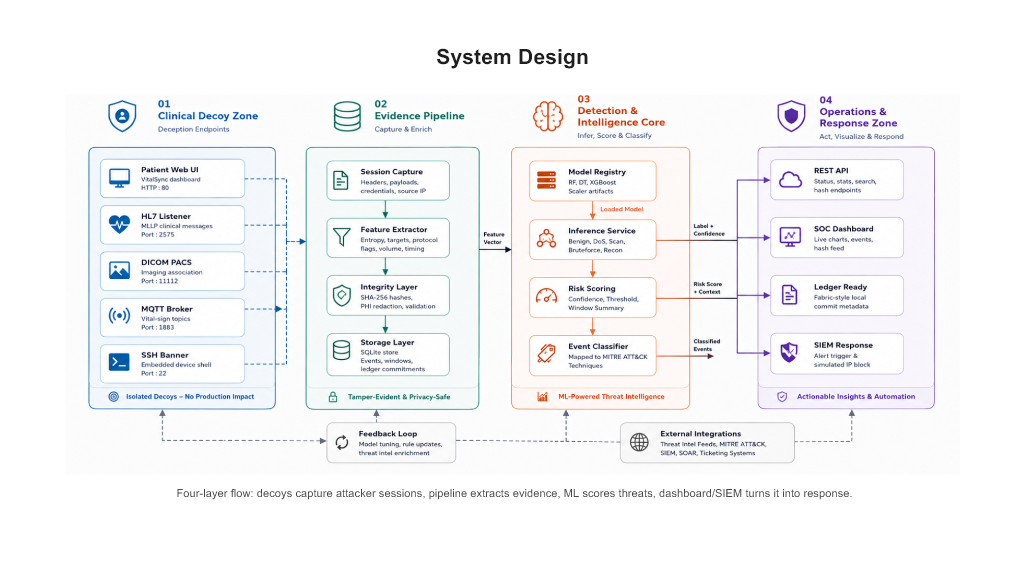 System Design
01
Clinical Decoy Zone
Deception Endpoints
Patient Web UI
VitalSync dashboard
HTTP : 80
HL7 Listener
MLLP clinical messages
Port : 2575
DICOM PACS
Imaging association
Port : 11112
MQTT Broker
Vital-sign topics
Port : 1883
SSH Banner
Embedded device shell
Port : 22
Isolated Decoys – No Production Impact
02
Evidence Pipeline
Capture & Enrich
Session Capture
Headers, payloads,
credentials, source IP
Feature Extractor
Entropy, targets, protocol
flags, volume, timing
Integrity Layer
SHA-256 hashes,
PHI redaction, validation
Storage Layer
SQLite store
Events, windows,
ledger commitments
Tamper-Evident & Privacy-Safe
Feature
Vector
03
Detection &
Intelligence Core
Infer, Score & Classify
Model Registry
RF, DT, XGBoost
Scaler artifacts
Loaded Model
Inference Service
Benign, DoS, Scan,
Bruteforce, Recon
Risk Scoring
Confidence, Threshold,
Window Summary
Event Classifier
Mapped to MITRE ATT&CK
Techniques
ML-Powered Threat Intelligence
Label +
Confidence
Risk Score
+ Context
Classified
Events
04
Operations &
Response Zone
Act, Visualize & Respond
REST API
Status, stats, search,
hash endpoints
SOC Dashboard
Live charts, events,
hash feed
Ledger Ready
Fabric-style local
commit metadata
SIEM Response
Alert trigger &
simulated IP block
Actionable Insights & Automation
Feedback Loop
Model tuning, rule updates,
threat intel enrichment
External Integrations
Threat Intel Feeds, MITRE ATT&CK,
SIEM, SOAR, Ticketing Systems
Four-layer flow: decoys capture attacker sessions, pipeline extracts evidence, ML scores threats, dashboard/SIEM turns it into response.